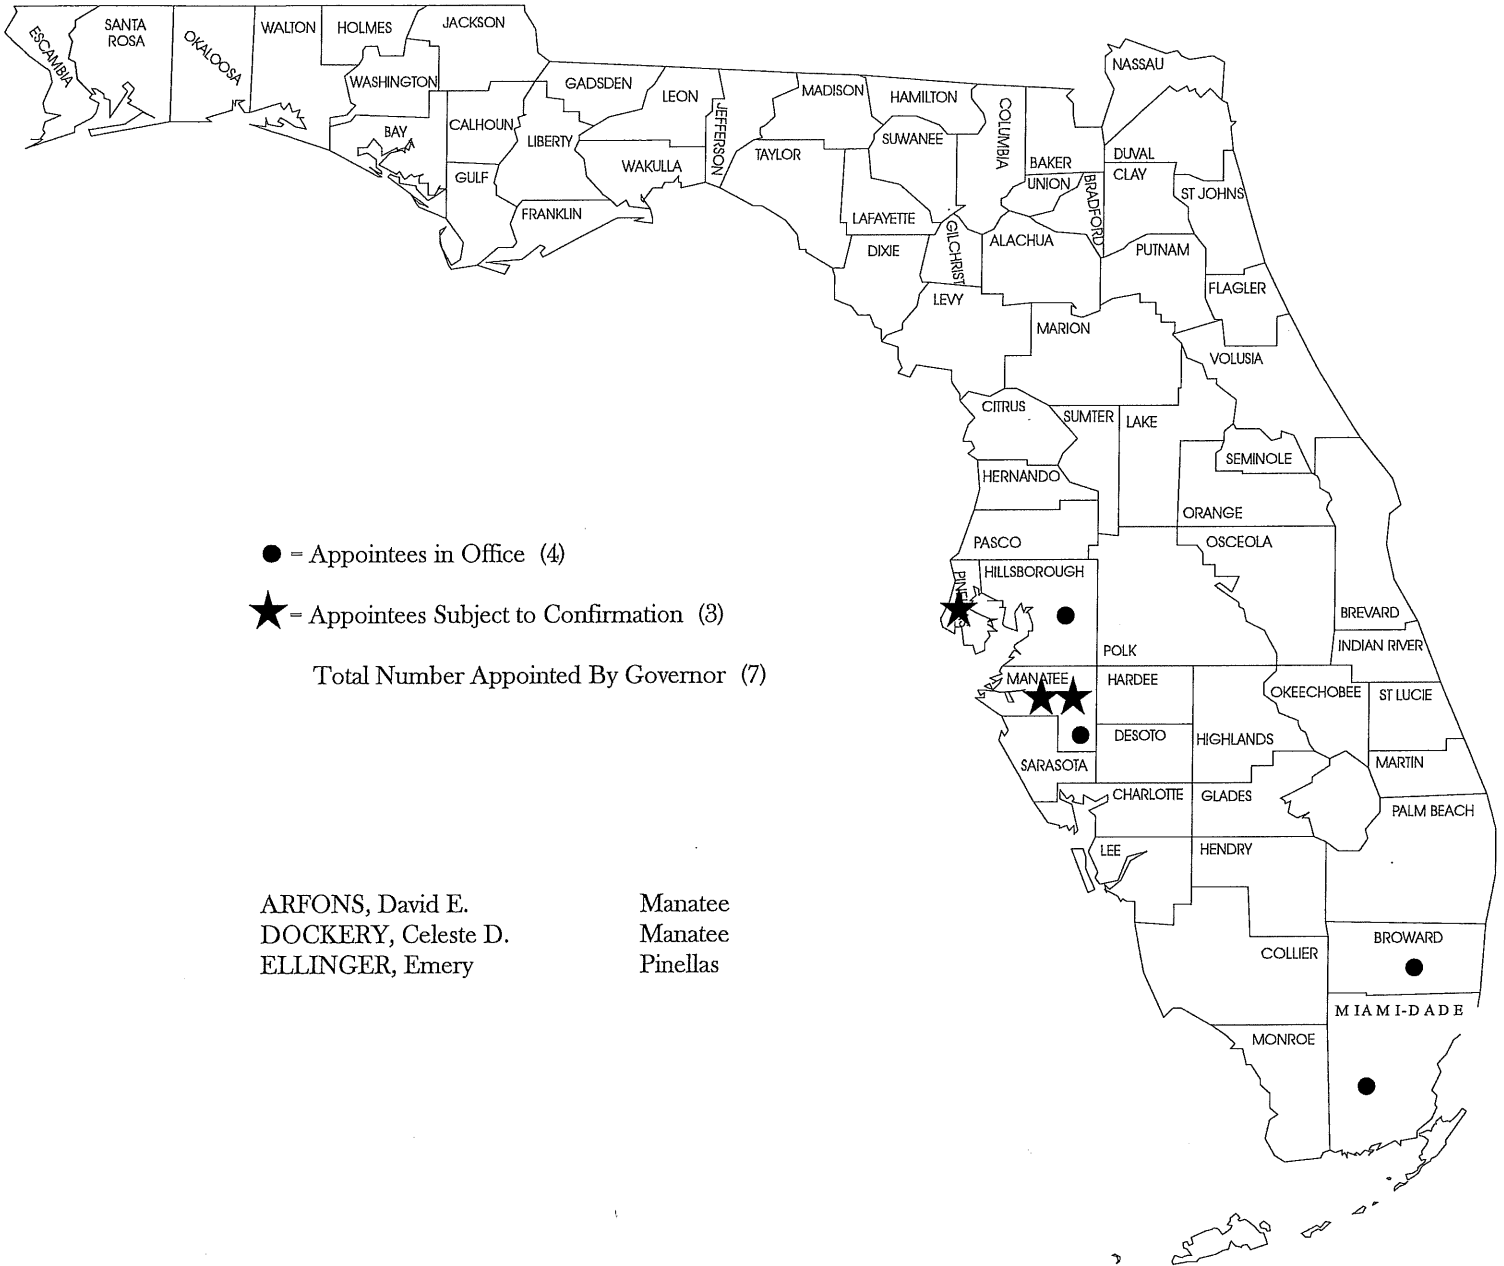 ESCAMBIA
SANTA
ROSA
OKALOOSA
WALTON
HOLMES
JACKSON
WASHINGTON
BAY
CALHOUN
GULF
GADSDEN
LIBERTY
FRANKLIN
LEON
WAKULLA
JEFFERSON
MADISON
TAYLOR
HAMILTON
SUWANEE
LAFAYETTE
DIXIE
COLUMBIA
GILCHRIST
NASSAU
BAKER
DUVAL
UNION
BRADFORD
CLAY
ST JOHNS
ALACHUA
PUTNAM
FLAGLER
LEVY
MARION
VOLUSIA
CITRUS
SUMTER
LAKE
SEMINOLE
HERNANDO
ORANGE
PASCO
OSCEOLA
HILLSBOROUGH
BREVARD
POLK
INDIAN RIVER
MANATEE
HARDEE
OKEECHOBEE
ST LUCIE
DESOTO
HIGHLANDS
SARASOTA
MARTIN
CHARLOTTE
GLADES
PALM BEACH
LEE
HENDRY
BROWARD
COLLIER
MIAMI-DADE
MONROE
= Appointees in Office (4)
= Appointees Subject to Confirmation (3)
Total Number Appointed By Governor (7)
ARFONS, David E. Manatee
DOCKERY, Celeste D. Manatee
ELLINGER, Emery Pinellas